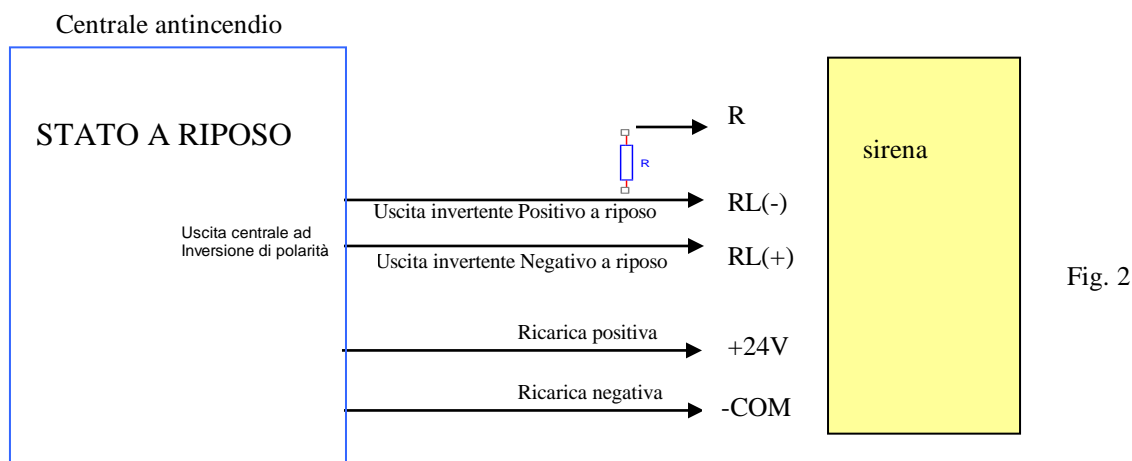 Centrale antincendio
STATO A RIPOSO
Uscita centrale ad
Inversione di polarità
R
R
Uscita invertente Positivo a riposo
RL(-)
Uscita invertente Negativo a riposo
RL(+)
Ricarica positiva
+24V
Ricarica negativa
-COM
sirena
Fig. 2